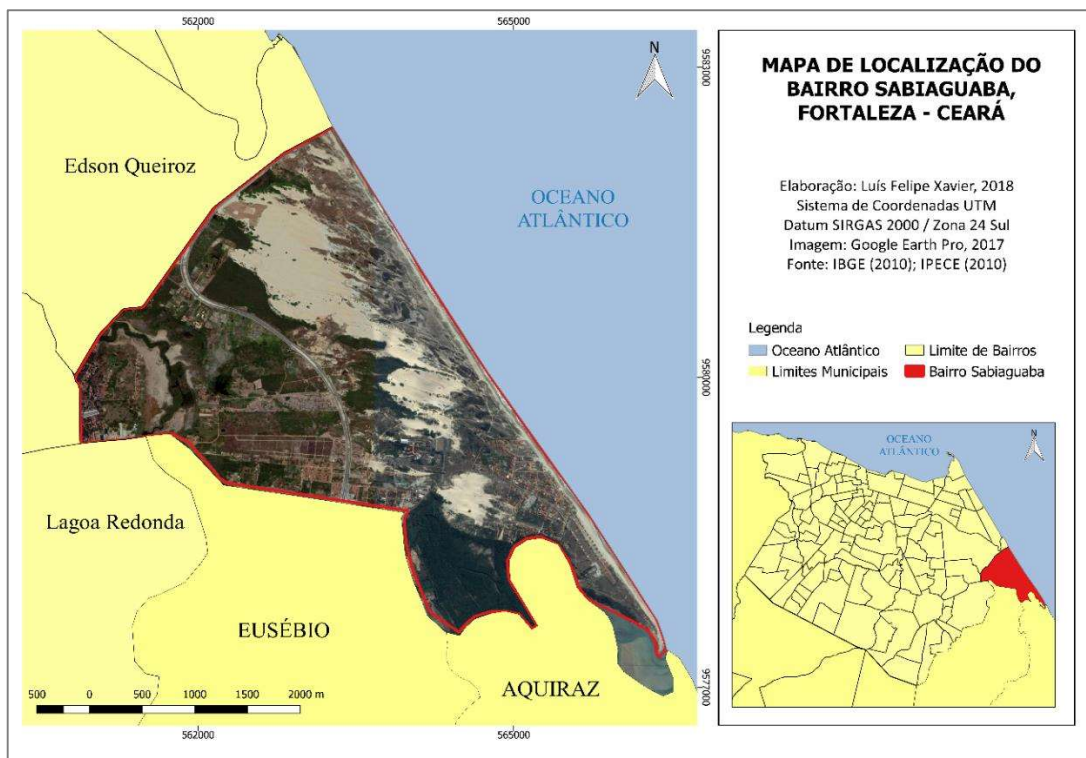 562000
565000
9583000
N
Edson Queiroz
OCEANO
ATLÂNTICO
Lagoa Redonda
EUSÉBIO
AQUIRAZ
500 0 500 1000 1500 2000 m
562000
565000
MAPA DE LOCALIZAÇÃO DO
BAIRRO SABIAGUABA,
FORTALEZA - CEARÁ
Elaboração: Luís Felipe Xavier, 2018
Sistema de Coordenadas UTM
Datum SIRGAS 2000 / Zona 24 Sul
Imagem: Google Earth Pro, 2017
Fonte: IBGE (2010); IPECE (2010)
Legenda
Oceano Atlântico
Limite de Bairros
Limites Municipais
Bairro Sabiaguaba
OCEANO
ATLÂNTICO
N